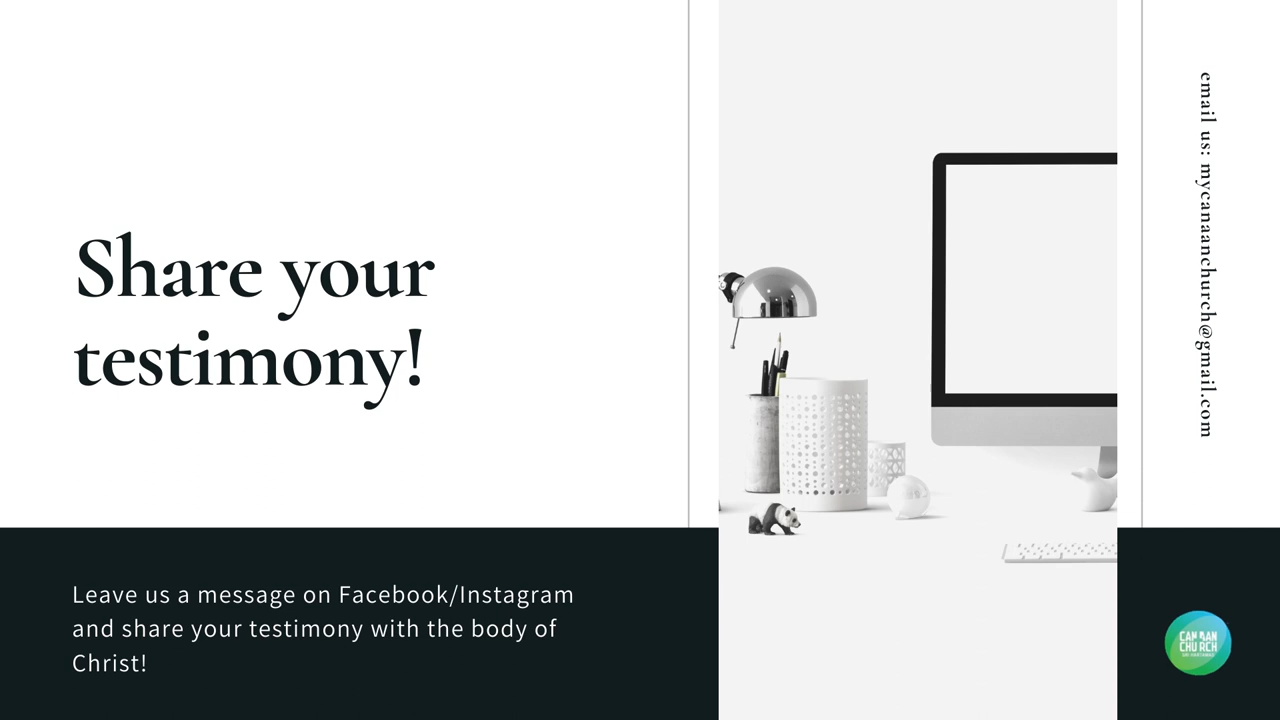 Share your
testimony!
Leave us a message on Facebook/Instagram
and share your testimony with the body of
Christ!
email us: mycanaanchurch@gmail.com
CANAAN
CHURCH